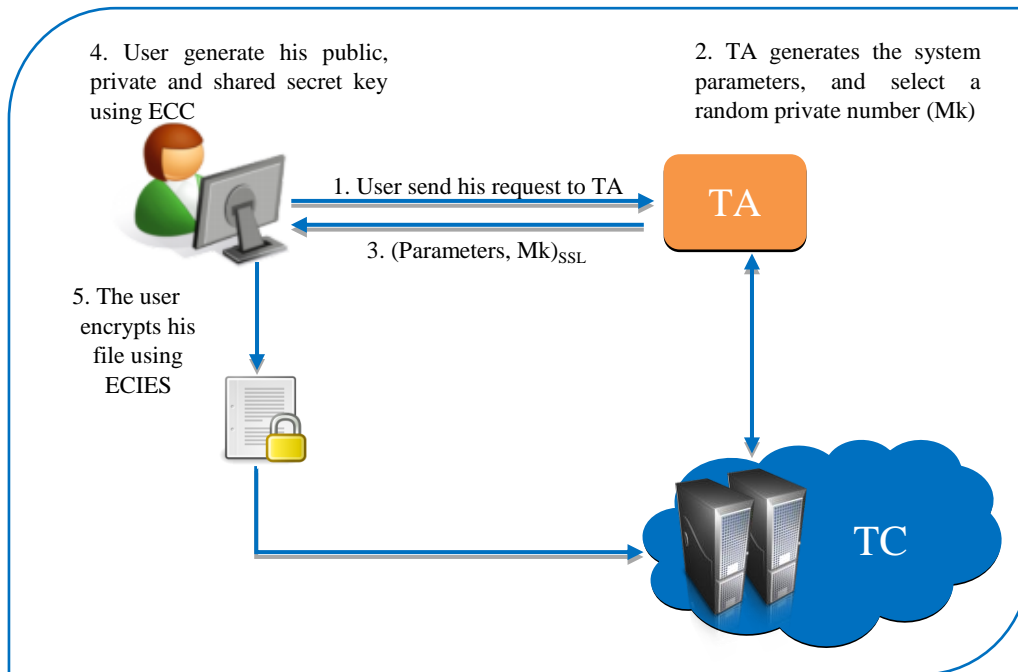 4. User generate his public,
private and shared secret key
using ECC
2. TA generates the system
parameters, and select a
random private number (Mk)
1. User send his request to TA
TA
3. (Parameters, Mk)SSL
5. The user
encrypts his
file using
ECIES
TC